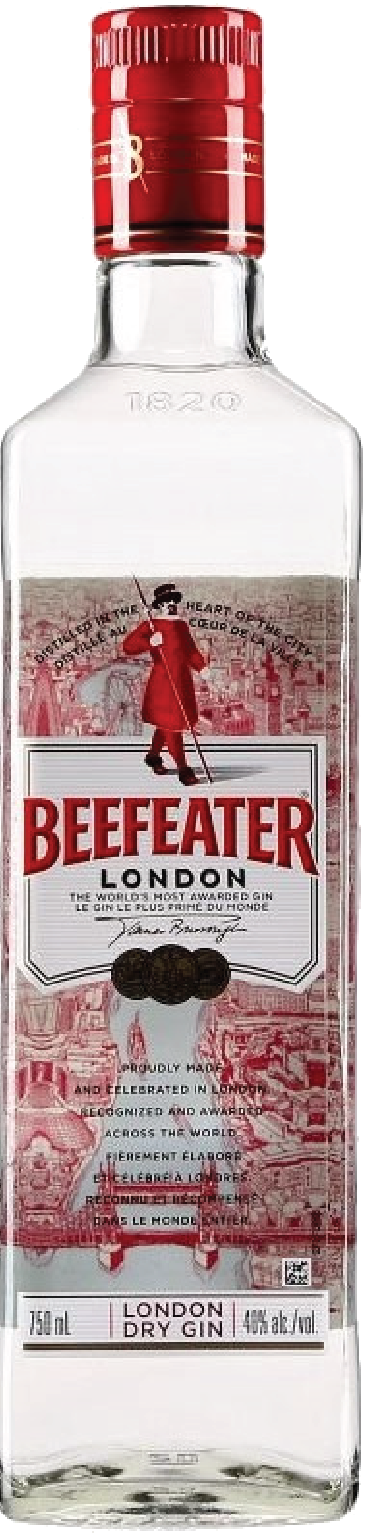 1820
DISTILLED IN THE HEART OF THE CITY
DISTILLÉ AU CŒUR DE LA VILLE
BEEFEATER®
LONDON
THE WORLD'S MOST AWARDED GIN
LE GIN LE PLUS PRIMÉ DU MONDE
James Burrough
PROUDLY MADE
AND CELEBRATED IN LONDON.
RECOGNIZED AND AWARDED
ACROSS THE WORLD.
FIÈREMENT ÉLABORÉ
ET CÉLÉBRÉ À LONDRES.
RECONNU ET RÉCOMPENSÉ
DANS LE MONDE ENTIER.
750 mL
LONDON
DRY GIN
40% alc./vol.